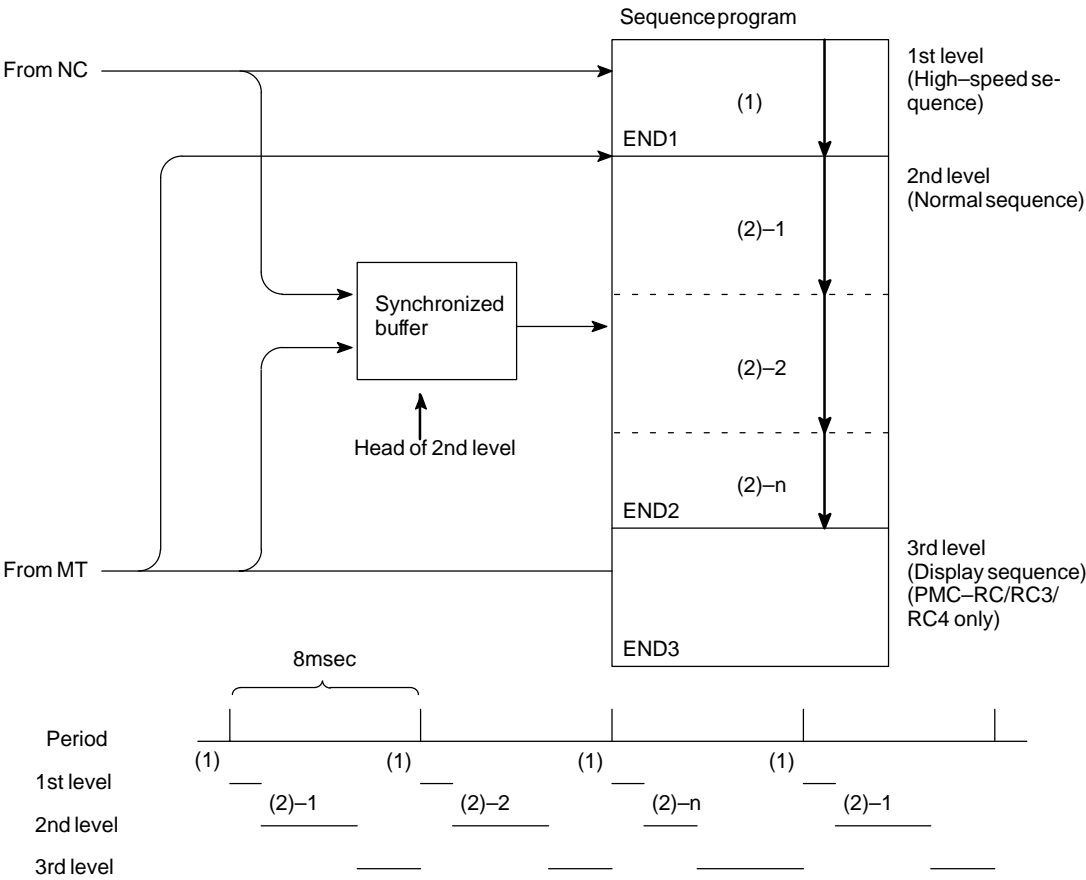 Sequence program
From NC
1st level
(High–speed se-
quence)
(1)
END1
2nd level
(Normal sequence)
(2)–1
Synchronized
buffer
(2)–2
Head of 2nd level
(2)–n
END2
From MT
3rd level
(Display sequence)
(PMC–RC/RC3/
RC4 only)
END3
8msec
Period
(1) (1) (1) (1)
1st level
(2)–1 (2)–2 (2)–n (2)–1
2nd level
3rd level